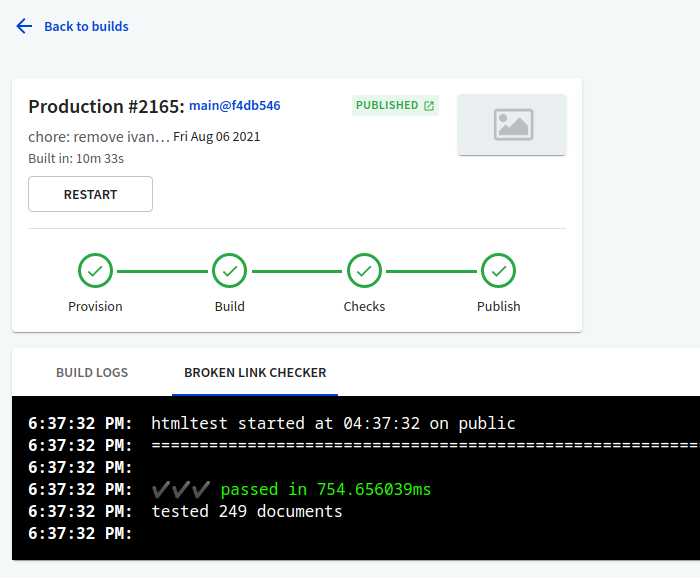 Back to builds
Production #2165: main@f4db546
PUBLISHED
chore: remove ivan… Fri Aug 06 2021
Built in: 10m 33s
RESTART
Provision
Build
Checks
Publish
BUILD LOGS
BROKEN LINK CHECKER
6:37:32 PM: htmltest started at 04:37:32 on public
6:37:32 PM: ==========================================================
6:37:32 PM:
6:37:32 PM: ✔✔✔ passed in 754.656039ms
6:37:32 PM: tested 249 documents
6:37:32 PM: